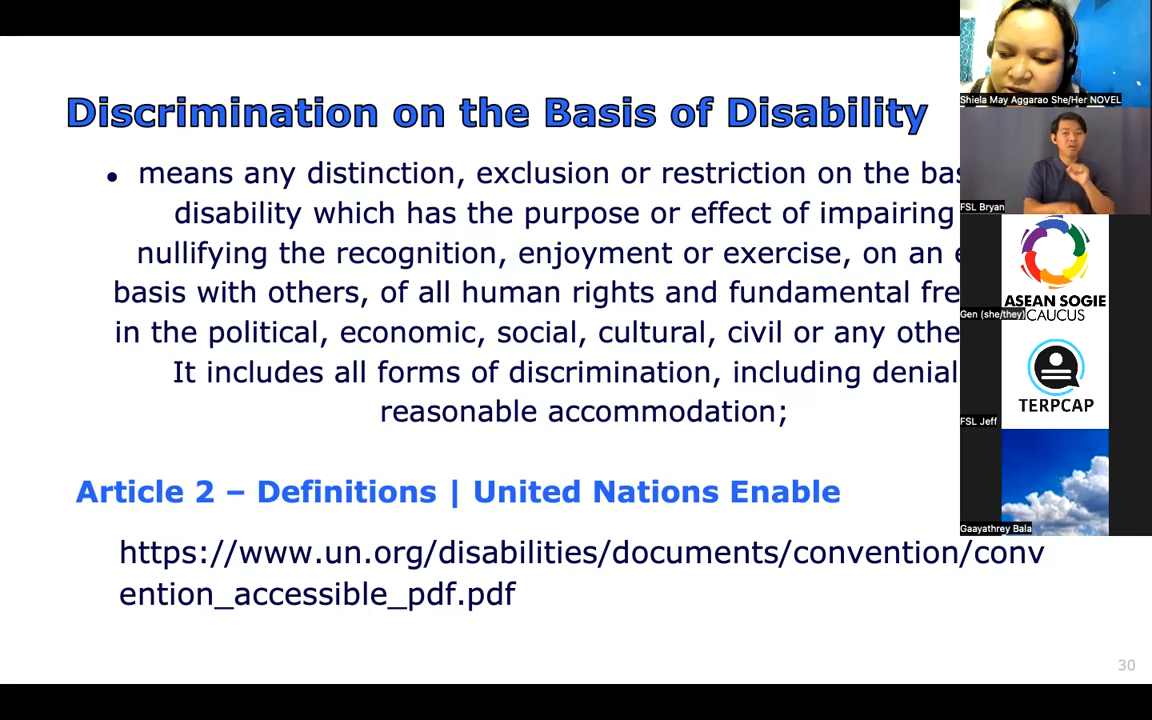 Discrimination on the Basis of Disability
• means any distinction, exclusion or restriction on the
disability which has the purpose or effect of impairing
nullifying the recognition, enjoyment or exercise, on an
basis with others, of all human rights and fundamental
in the political, economic, social, cultural, civil or any
It includes all forms of discrimination, including denial
reasonable accommodation;
Article 2 – Definitions | United Nations Enable
https://www.un.org/disabilities/documents/convention/conv
ention_accessible_pdf.pdf
30
Shiela May Aggarao She/Her NOVEL
FSL Bryan
ASEAN SOGIE
CAUCUS
Gen (she/they)
TERPCAP
FSL Jeff
Gaayathrey Bala